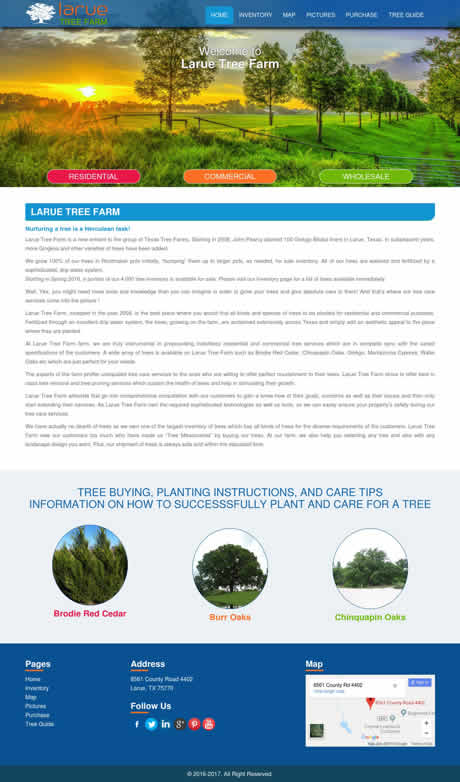 larue
TREE FARM
HOME INVENTORY MAP PICTURES PURCHASE TREE GUIDE
Welcome to
Larue Tree Farm
RESIDENTIAL COMMERCIAL WHOLESALE
LARUE TREE FARM
Nurturing a tree is a Herculean task!
Larue Tree Farm is a new entrant to the group of Texas Tree Farms. Starting in 2008, John Pearcy planted 100 Ginkgo Biloba liners in Larue, Texas. In subsequent years,
more Ginkgos and other varieties of trees have been added.
We grow 100% of our trees in Rootmaker pots initially, "bumping" them up to larger pots, as needed, for sale inventory. All of our trees are watered and fertilized by a
sophisticated, drip water system.
Starting in Spring 2016, a portion of our 4,000 tree inventory is available for sale. Please visit our inventory page for a list of trees available immediately.
Well, Yes, you might need more tools and knowledge than you can imagine in order to grow your trees and give absolute care to them! And that's where our tree care
services come into the picture !
Larue Tree Farm, incepted in the year 2008, is the best place where you would find all kinds and species of trees to be planted for residential and commercial purposes.
Fertilized through an excellent drip water system, the trees, growing on the farm, are acclaimed extensively across Texas and simply add an aesthetic appeal to the place
where they are planted.
At Larue Tree Farm farm, we are truly instrumental in propounding matchless residential and commercial tree services which are in complete sync with the varied
specifications of the customers. A wide array of trees is available on Larue Tree Farm such as Brodie Red Cedar, Chinquapin Oaks, Ginkgo, Montezuma Cypress, Water
Oaks etc which are just perfect for your needs.
The experts of the farm proffer unequaled tree care services to the ones who are willing to offer perfect nourishment to their trees. Larue Tree Farm strive to offer best in
class tree removal and tree pruning services which sustain the health of trees and help in stimulating their growth.
Larue Tree Farm arborists first go into comprehensive consultation with our customers to gain a know-how of their goals, concerns as well as their issues and then only
start extending their services. As Larue Tree Farm own the required sophisticated technologies as well as tools, so we can easily ensure your property's safety during our
tree care services.
We have actually no dearth of trees as we own one of the largest inventory of trees which has all kinds of trees for the diverse requirements of the customers. Larue Tree
Farm owe our customers too much who have made us "Tree Millionaires" by buying our trees. At our farm, we also help you selecting any tree and also with any
landscape design you want. Plus, our shipment of trees is always safe and within the stipulated time.
TREE BUYING, PLANTING INSTRUCTIONS, AND CARE TIPS
INFORMATION ON HOW TO SUCCESSSFULLY PLANT AND CARE FOR A TREE
Brodie Red Cedar Burr Oaks Chinquapin Oaks
Pages Address Map
Home
Inventory
Map
Pictures
Purchase
Tree Guide
8561 County Road 4402
Larue, TX 75770
Follow Us
8561 County Rd 4402
View larger map
Sign in
8561 County Road 4402
Google
© 2016-2017. All Right Reserved